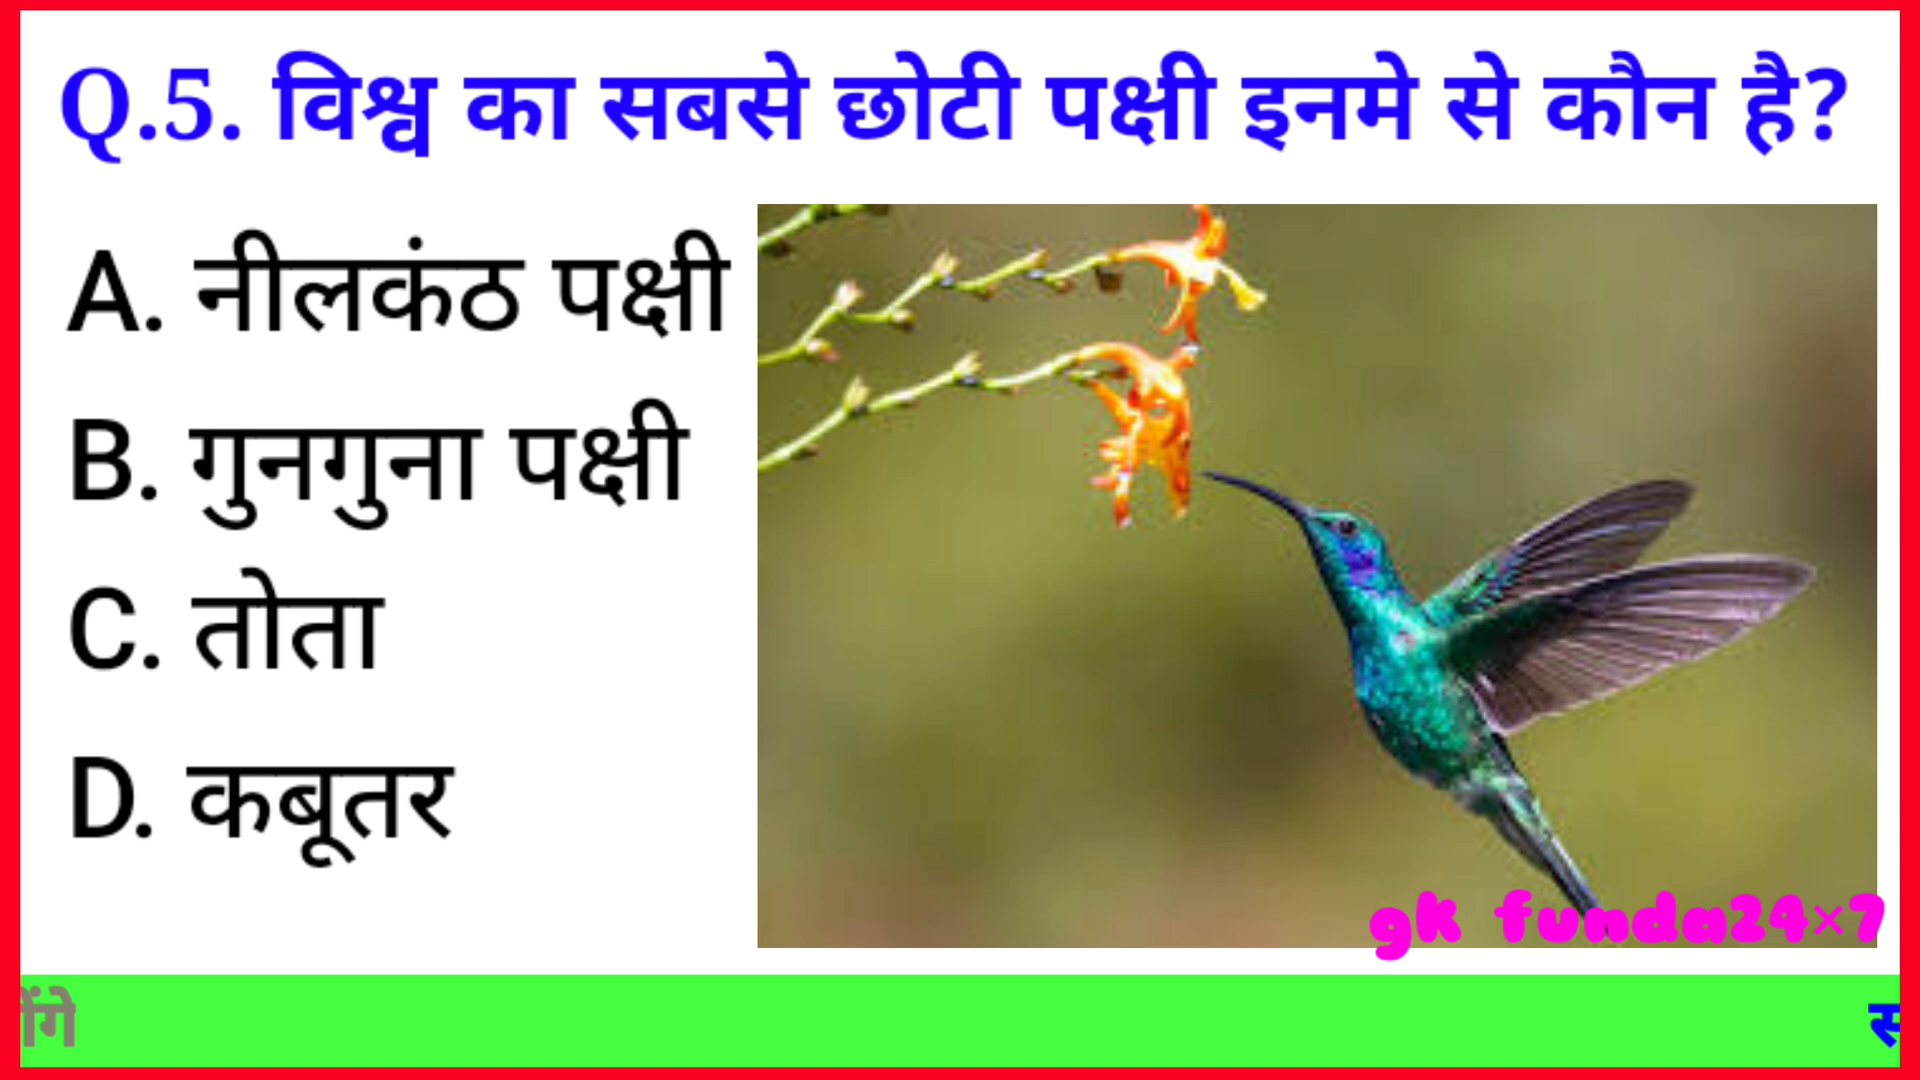 Q.5. विश्व का सबसे छोटी पक्षी इनमे से कौन है?
A. नीलकंठ पक्षी
B. गुनगुना पक्षी
C. तोता
D. कबूतर
gk funda24×7